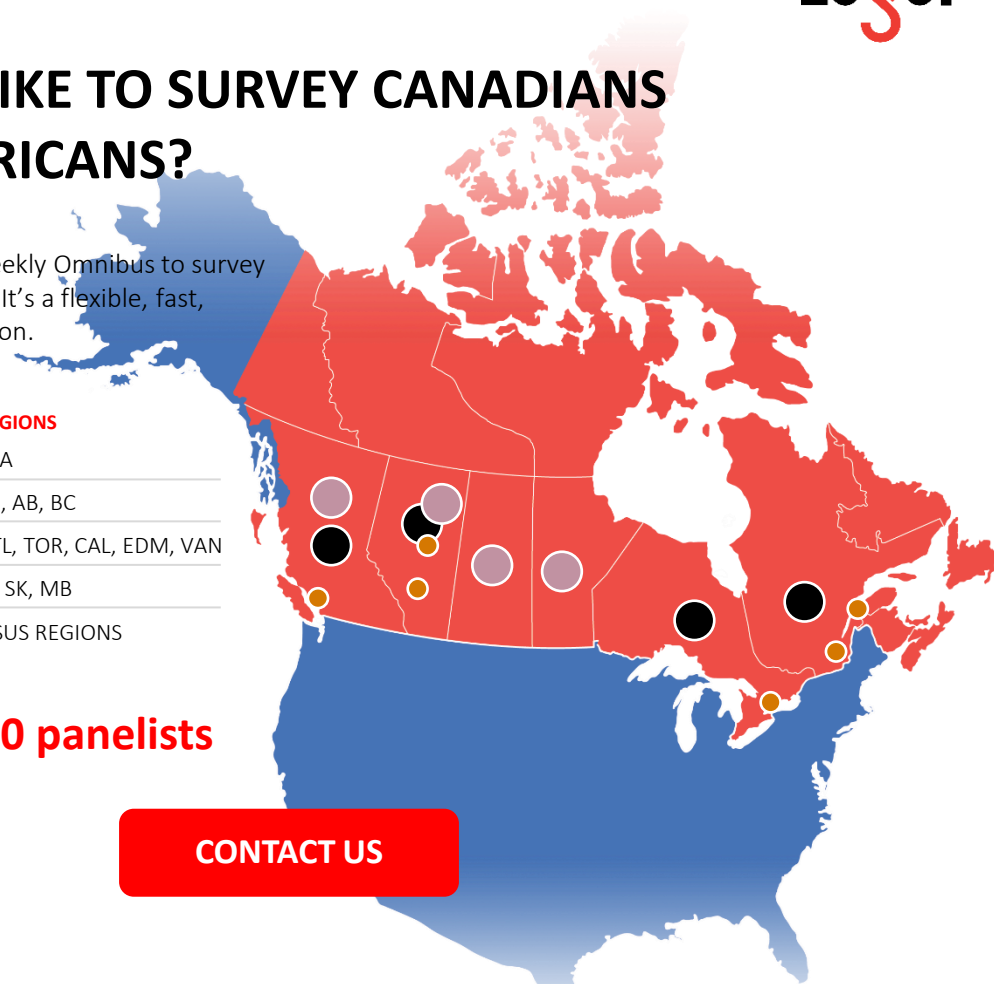 IKE TO SURVEY CANADIANS
RICANS?
eekly Omnibus to survey
It’s a flexible, fast,
on.
GIONS
A
, AB, BC
TL, TOR, CAL, EDM, VAN
SK, MB
SUS REGIONS
0 panelists
CONTACT US